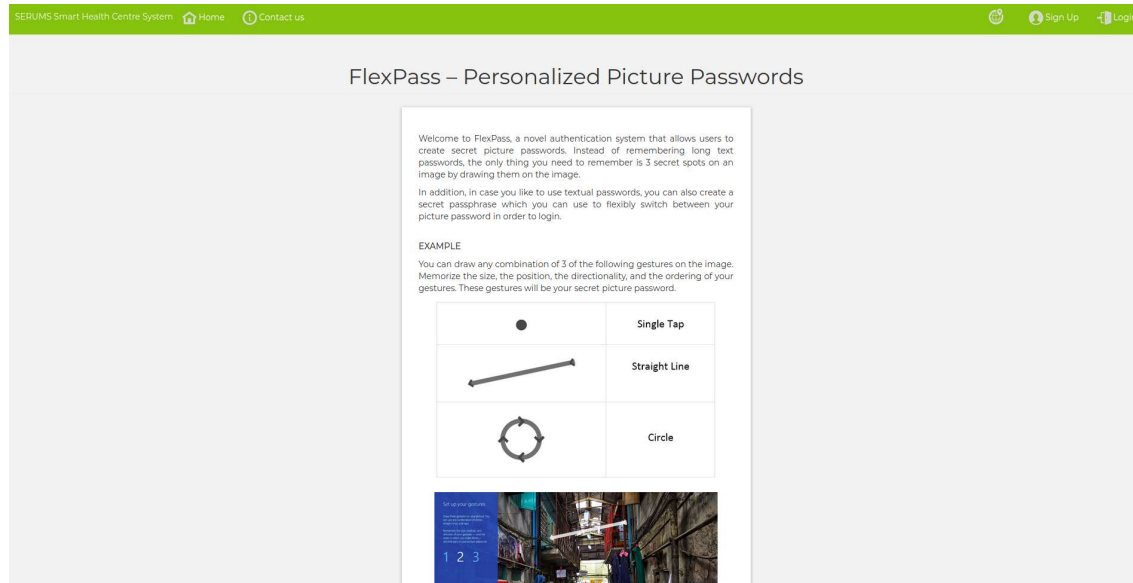 SERUMS Smart Health Centre System Home Contact us Sign Up Login
FlexPass – Personalized Picture Passwords
Welcome to FlexPass, a novel authentication system that allows users to
create secret picture passwords. Instead of remembering long text
passwords, the only thing you need to remember is 3 secret spots on an
image by drawing them on the image.
In addition, in case you like to use textual passwords, you can also create a
secret passphrase which you can use to flexibly switch between your
picture password in order to login.
EXAMPLE
You can draw any combination of 3 of the following gestures on the image.
Memorize the size, the position, the directionality, and the ordering of your
gestures. These gestures will be your secret picture password.
Single Tap
Straight Line
Circle
Set up your gestures
1 2 3